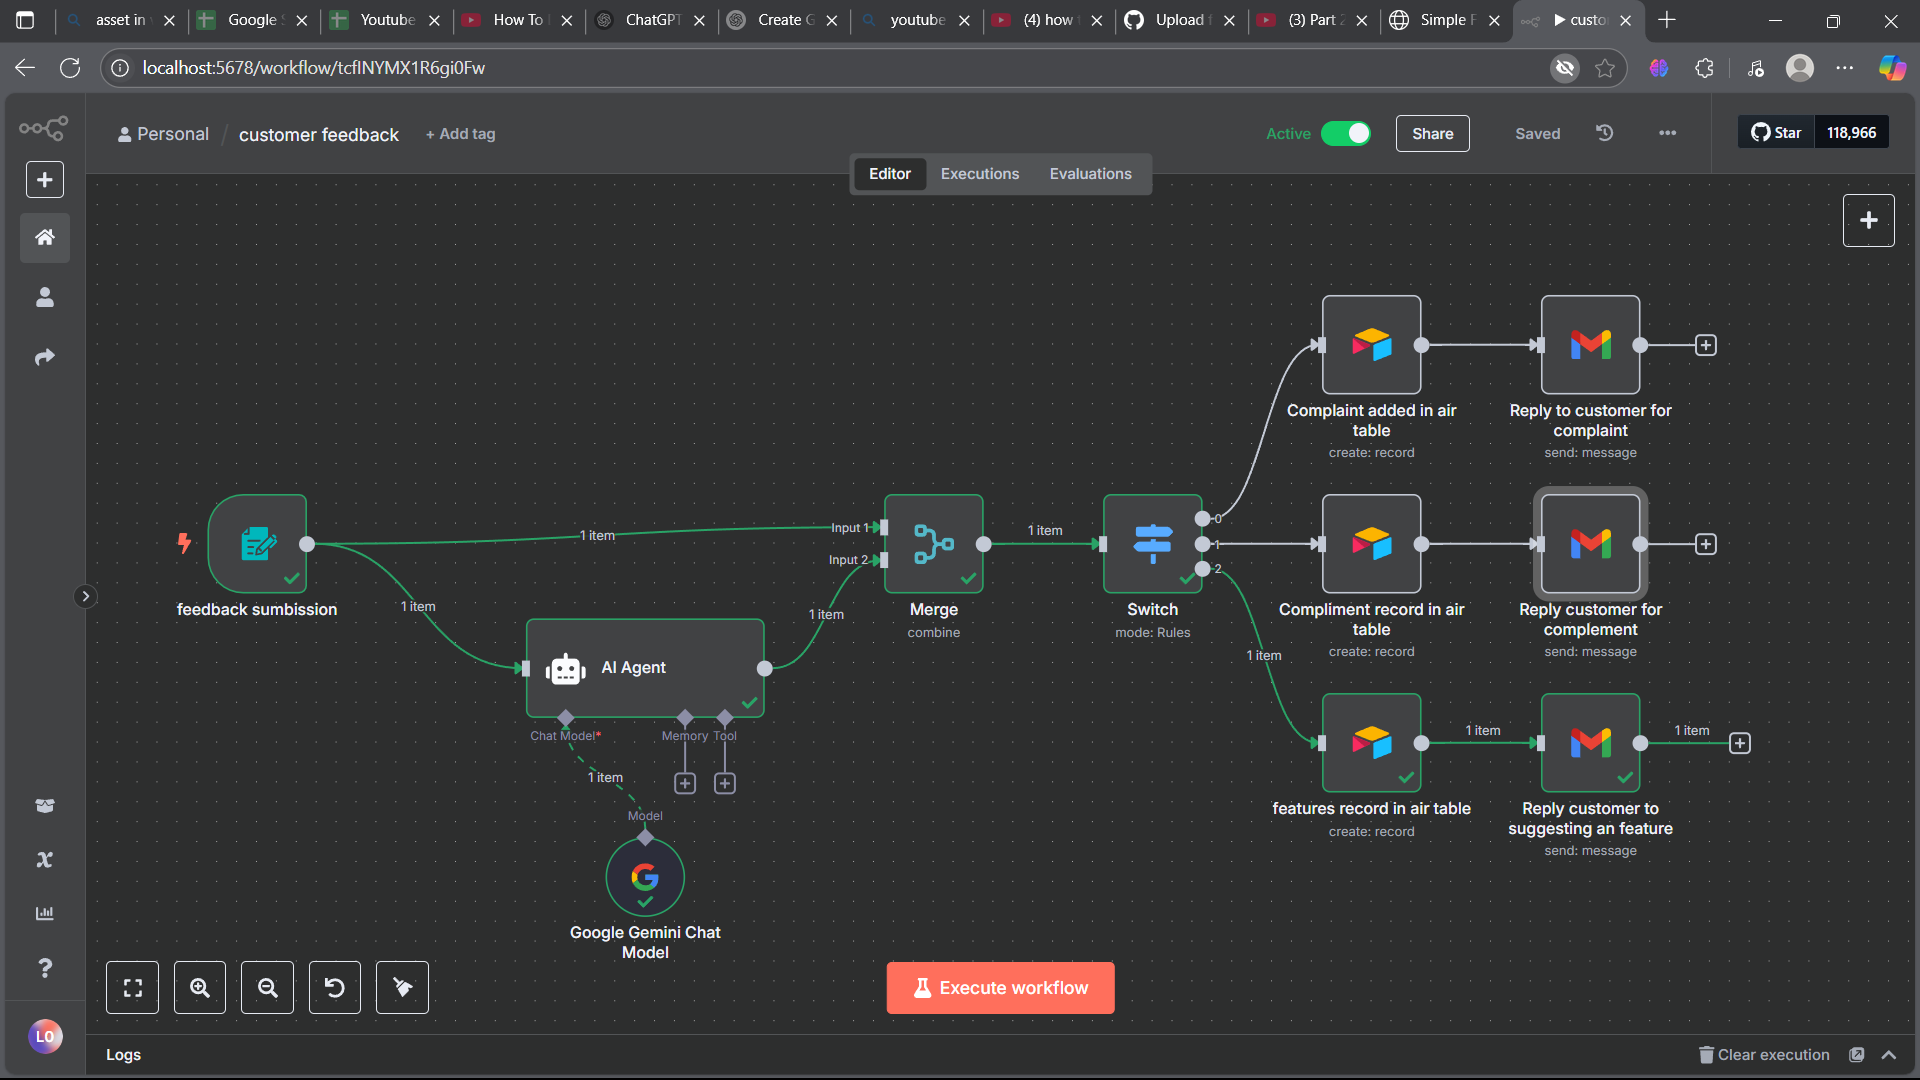 asset in
Google S
Youtube
How To
ChatGPT
Create G
youtube
(4) how
Upload f
(3) Part 2
Simple F
custo
localhost:5678/workflow/tcflNYMX1R6gi0Fw
Personal / customer feedback + Add tag
Active
Share
Saved
Star 118,966
Editor Executions Evaluations
Complaint added in air
table
create: record
Reply to customer for
complaint
send: message
feedback sumbission
1 item
1 item
Input 1
Input 2
1 item
Merge
combine
1 item
Switch
mode: Rules
0
1
2
Compliment record in air
table
create: record
Reply customer for
complement
send: message
1 item
AI Agent
Chat Model*
Memory
Tool
1 item
Model
Google Gemini Chat
Model
features record in air table
create: record
1 item
Reply customer to
suggesting an feature
send: message
1 item
Execute workflow
LO
Logs
Clear execution